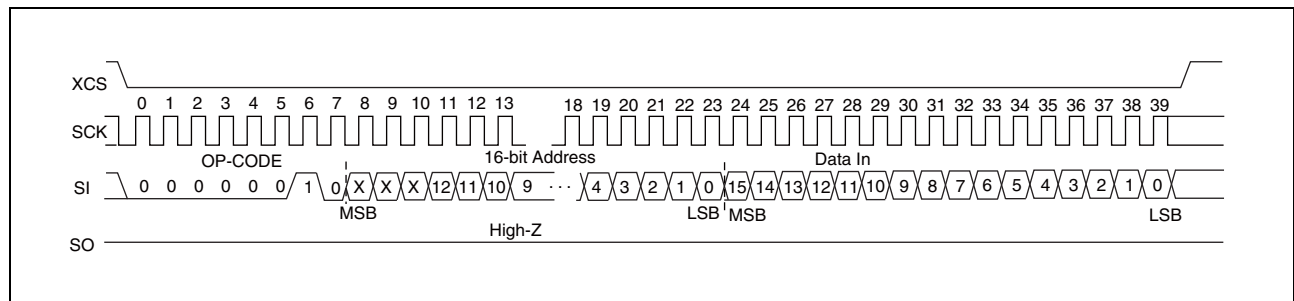 XCS
0 1 2 3 4 5 6 7 8 9 10 11 12 13 18 19 20 21 22 23 24 25 26 27 28 29 30 31 32 33 34 35 36 37 38 39
SCK
OP-CODE 16-bit Address Data In
SI 0 0 0 0 0 0 1 0 X X X 12 11 10 9 ··· 4 3 2 1 0 15 14 13 12 11 10 9 8 7 6 5 4 3 2 1 0
MSB LSB MSB LSB
High-Z
SO